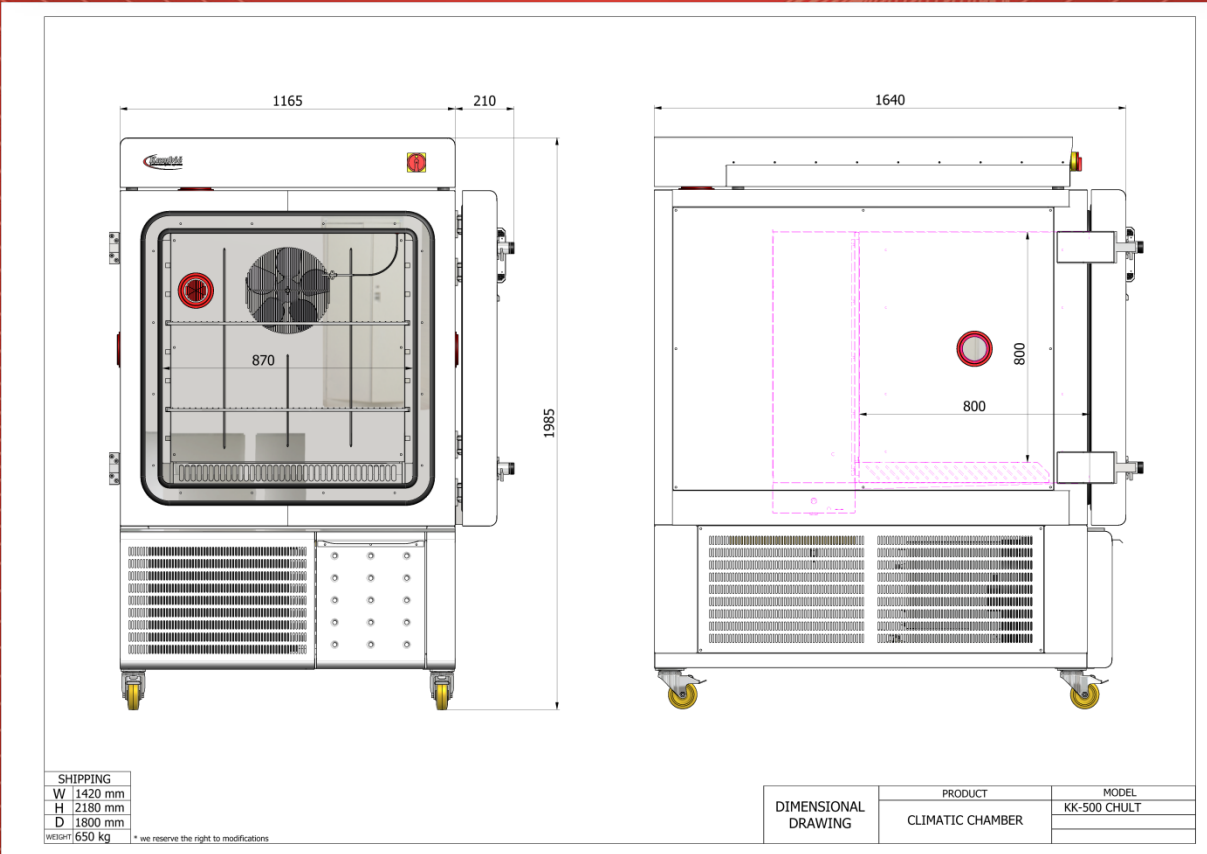 1165
210
1640
870
1985
800
800
SHIPPING
W 1420 mm
H 2180 mm
D 1800 mm
WEIGHT 650 kg
* we reserve the right to modifications
DIMENSIONAL
DRAWING
PRODUCT
CLIMATIC CHAMBER
MODEL
KK-500 CHULT